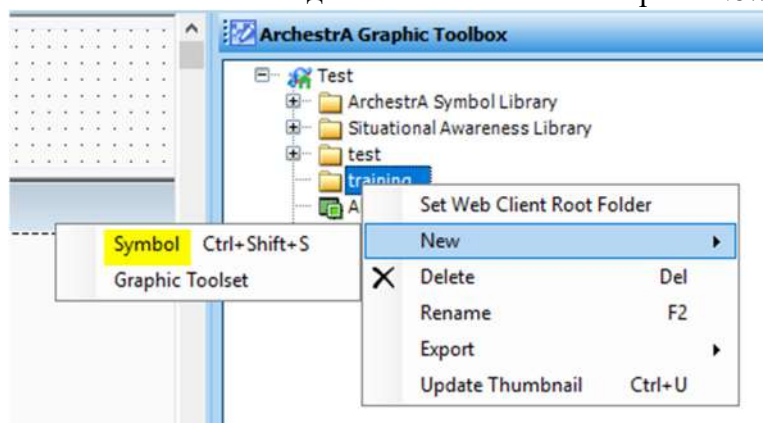 ArchestrA Graphic Toolbox
Test
ArchestrA Symbol Library
Situational Awareness Library
test
training
A
Set Web Client Root Folder
New
Symbol Ctrl+Shift+S
Graphic Toolset
Delete Del
Rename F2
Export
Update Thumbnail Ctrl+U